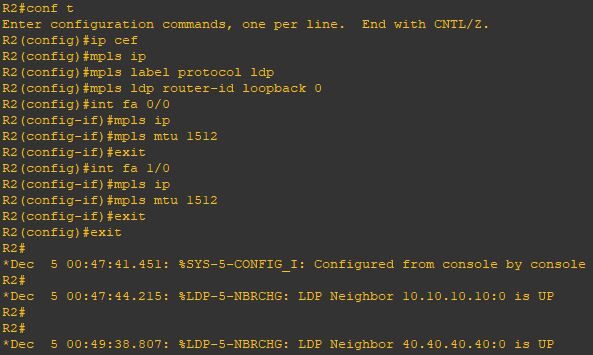 R2#conf t
Enter configuration commands, one per line.  End with CNTL/Z.
R2(config)#ip cef
R2(config)#mpls ip
R2(config)#mpls label protocol ldp
R2(config)#mpls ldp router-id loopback 0
R2(config)#int fa 0/0
R2(config-if)#mpls ip
R2(config-if)#mpls mtu 1512
R2(config-if)#exit
R2(config)#int fa 1/0
R2(config-if)#mpls ip
R2(config-if)#mpls mtu 1512
R2(config-if)#exit
R2(config)#exit
R2#
*Dec  5 00:47:41.451: %SYS-5-CONFIG_I: Configured from console by console
R2#
*Dec  5 00:47:44.215: %LDP-5-NBRCHG: LDP Neighbor 10.10.10.10:0 is UP
R2#
R2#
*Dec  5 00:49:38.807: %LDP-5-NBRCHG: LDP Neighbor 40.40.40.40:0 is UP